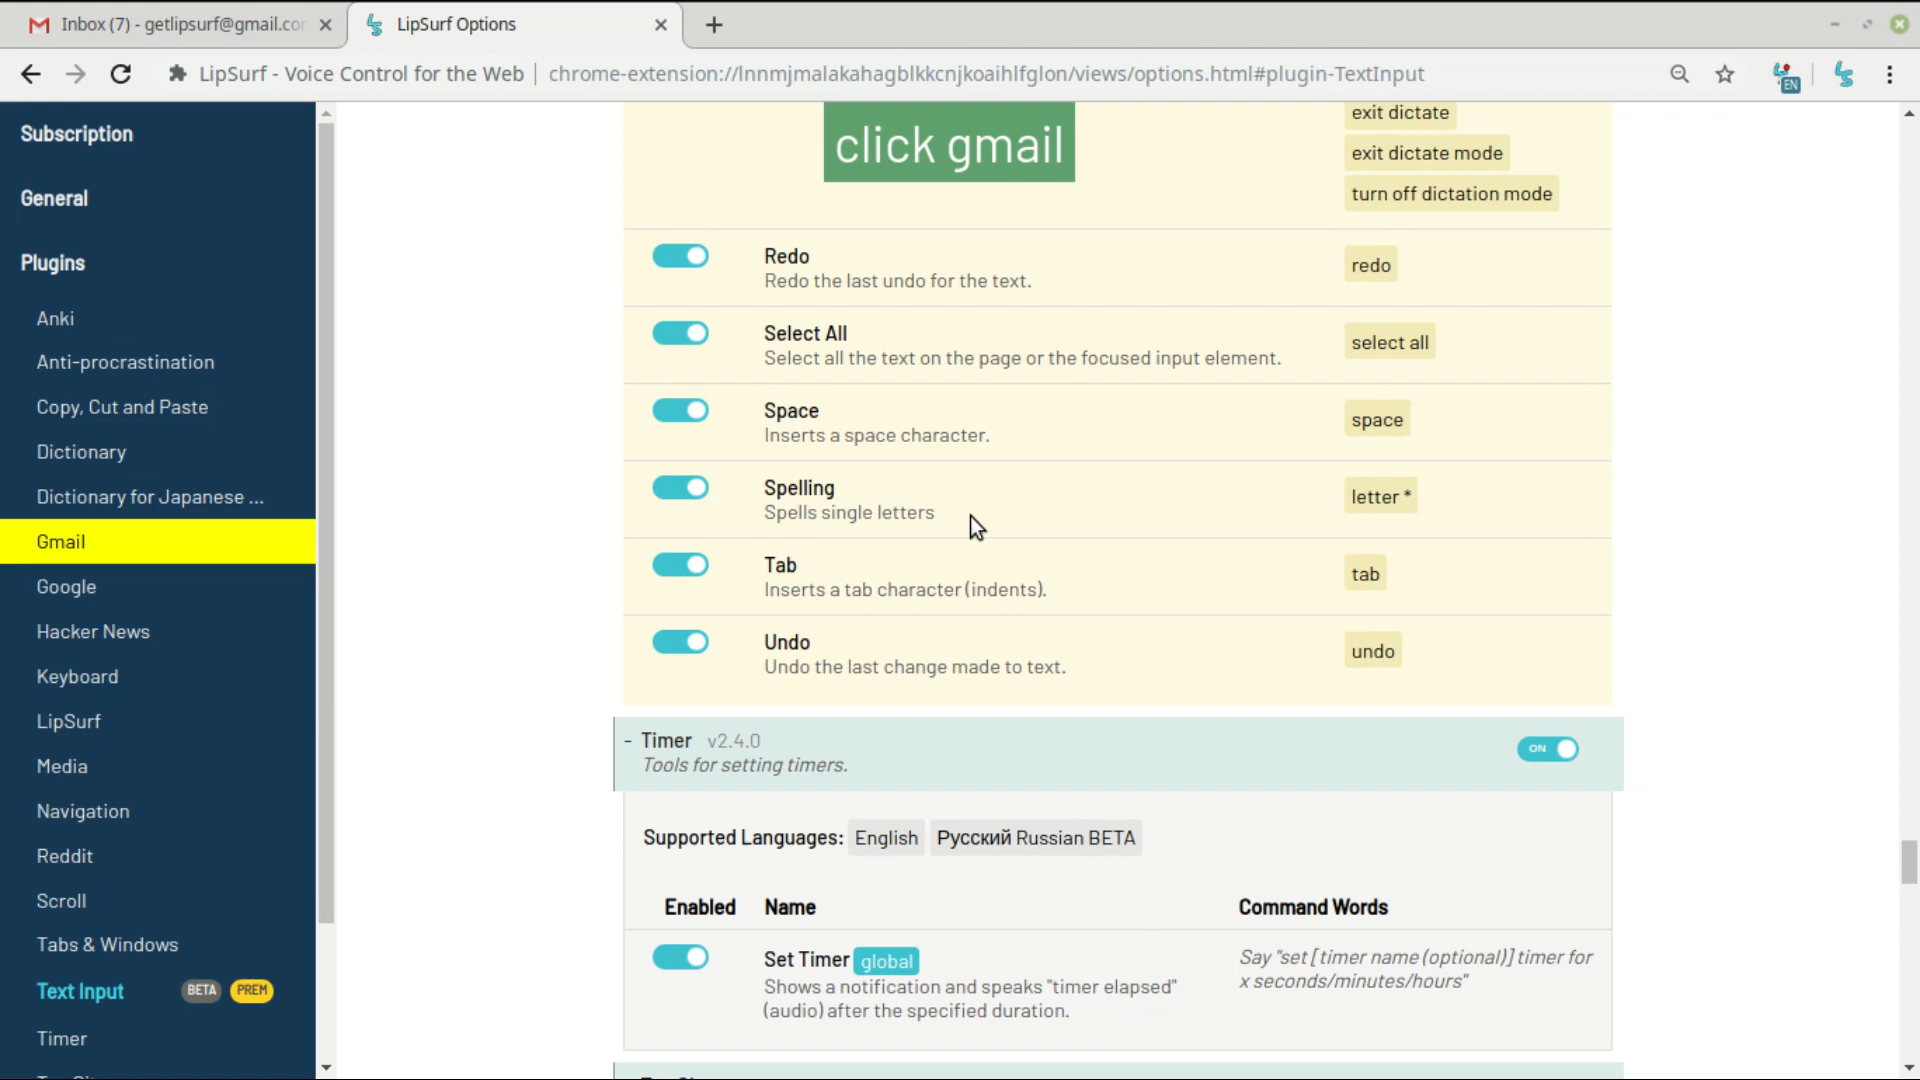 Inbox (7) - getlipsurf@gmail.co
LipSurf Options
LipSurf - Voice Control for the Web
chrome-extension://lnnmjmalakahagblkkcnjkoaihlfglon/views/options.html#plugin-TextInput
EN
Subscription
General
Plugins
Anki
Anti-procrastination
Copy, Cut and Paste
Dictionary
Dictionary for Japanese ...
Gmail
Google
Hacker News
Keyboard
LipSurf
Media
Navigation
Reddit
Scroll
Tabs & Windows
Text Input BETA PREM
Timer
click gmail
exit dictate
exit dictate mode
turn off dictation mode
Redo
Redo the last undo for the text.
redo
Select All
Select all the text on the page or the focused input element.
select all
Space
Inserts a space character.
space
Spelling
Spells single letters
letter *
Tab
Inserts a tab character (indents).
tab
Undo
Undo the last change made to text.
undo
- Timer v2.4.0
Tools for setting timers.
ON
Supported Languages: English Русский Russian BETA
Enabled Name Command Words
Set Timer global
Shows a notification and speaks "timer elapsed"
(audio) after the specified duration.
Say "set [timer name (optional)] timer for
x seconds/minutes/hours"